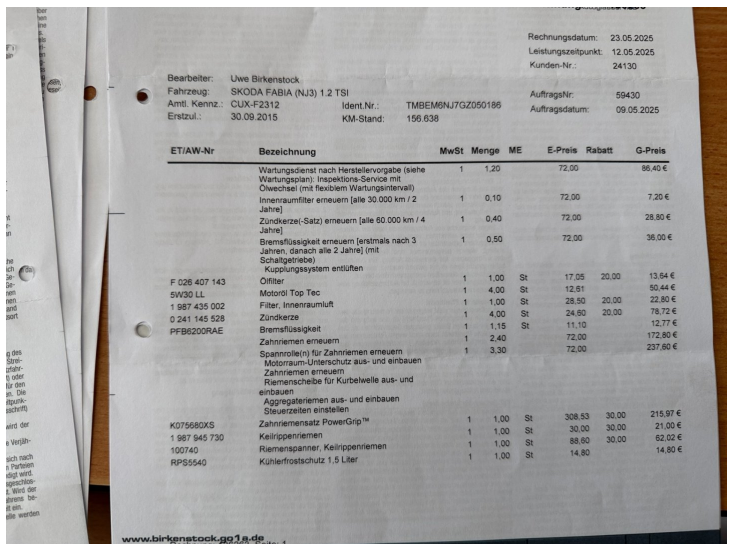 Rechnungsdatum: 23.05.2025
Leistungszeitpunkt: 12.05.2025
Kunden-Nr.: 24130
Bearbeiter: Uwe Birkenstock
Fahrzeug: SKODA FABIA (NJ3) 1.2 TSI
AuftragsNr: 59430
Amtl. Kennz.: CUX-F2312 Ident.Nr.: TMBEM6NJ7GZ050186
Auftragsdatum: 09.05.2025
Erstzul.: 30.09.2015 KM-Stand: 156.638
ET/AW-Nr Bezeichnung MwSt Menge ME E-Preis Rabatt G-Preis
Wartungsdienst nach Herstellervorgabe (siehe 1 1,20 72,00 86,40 €
Wartungsplan): Inspektions-Service mit
Ölwechsel (mit flexiblem Wartungsintervall)
Innenraumfilter erneuern [alle 30.000 km / 2 1 0,10 72,00 7,20 €
Jahre]
Zündkerze(-Satz) erneuern [alle 60.000 km / 4 1 0,40 72,00 28,80 €
Jahre]
Bremsflüssigkeit erneuern [erstmals nach 3 1 0,50 72,00 36,00 €
Jahren, danach alle 2 Jahre] (mit
Schaltgetriebe)
Kupplungssystem entlüften
F 026 407 143 Ölfilter 1 1,00 St 17,05 20,00 13,64 €
5W30 LL Motoröl Top Tec 1 4,00 St 12,61 50,44 €
1 987 435 002 Filter, Innenraumluft 1 1,00 St 28,50 20,00 22,80 €
0 241 145 528 Zündkerze 1 4,00 St 24,60 20,00 78,72 €
PFB6200RAE Bremsflüssigkeit 1 1,15 St 11,10 12,77 €
Zahnriemen erneuern 1 2,40 72,00 172,80 €
Spannrolle(n) für Zahnriemen erneuern 1 3,30 72,00 237,60 €
Motorraum-Unterschutz aus- und einbauen
Zahnriemen erneuern
Riemenscheibe für Kurbelwelle aus- und
einbauen
Aggregateriemen aus- und einbauen
Steuerzeiten einstellen
K075680XS Zahnriemensatz PowerGrip™ 1 1,00 St 308,53 30,00 215,97 €
1 987 945 730 Keilrippenriemen 1 1,00 St 30,00 30,00 21,00 €
100740 Riemenspanner, Keilrippenriemen 1 1,00 St 88,60 30,00 62,02 €
RPS5540 Kühlerfrostschutz 1,5 Liter 1 1,00 St 14,80 14,80 €
www.birkenstock.go1a.de